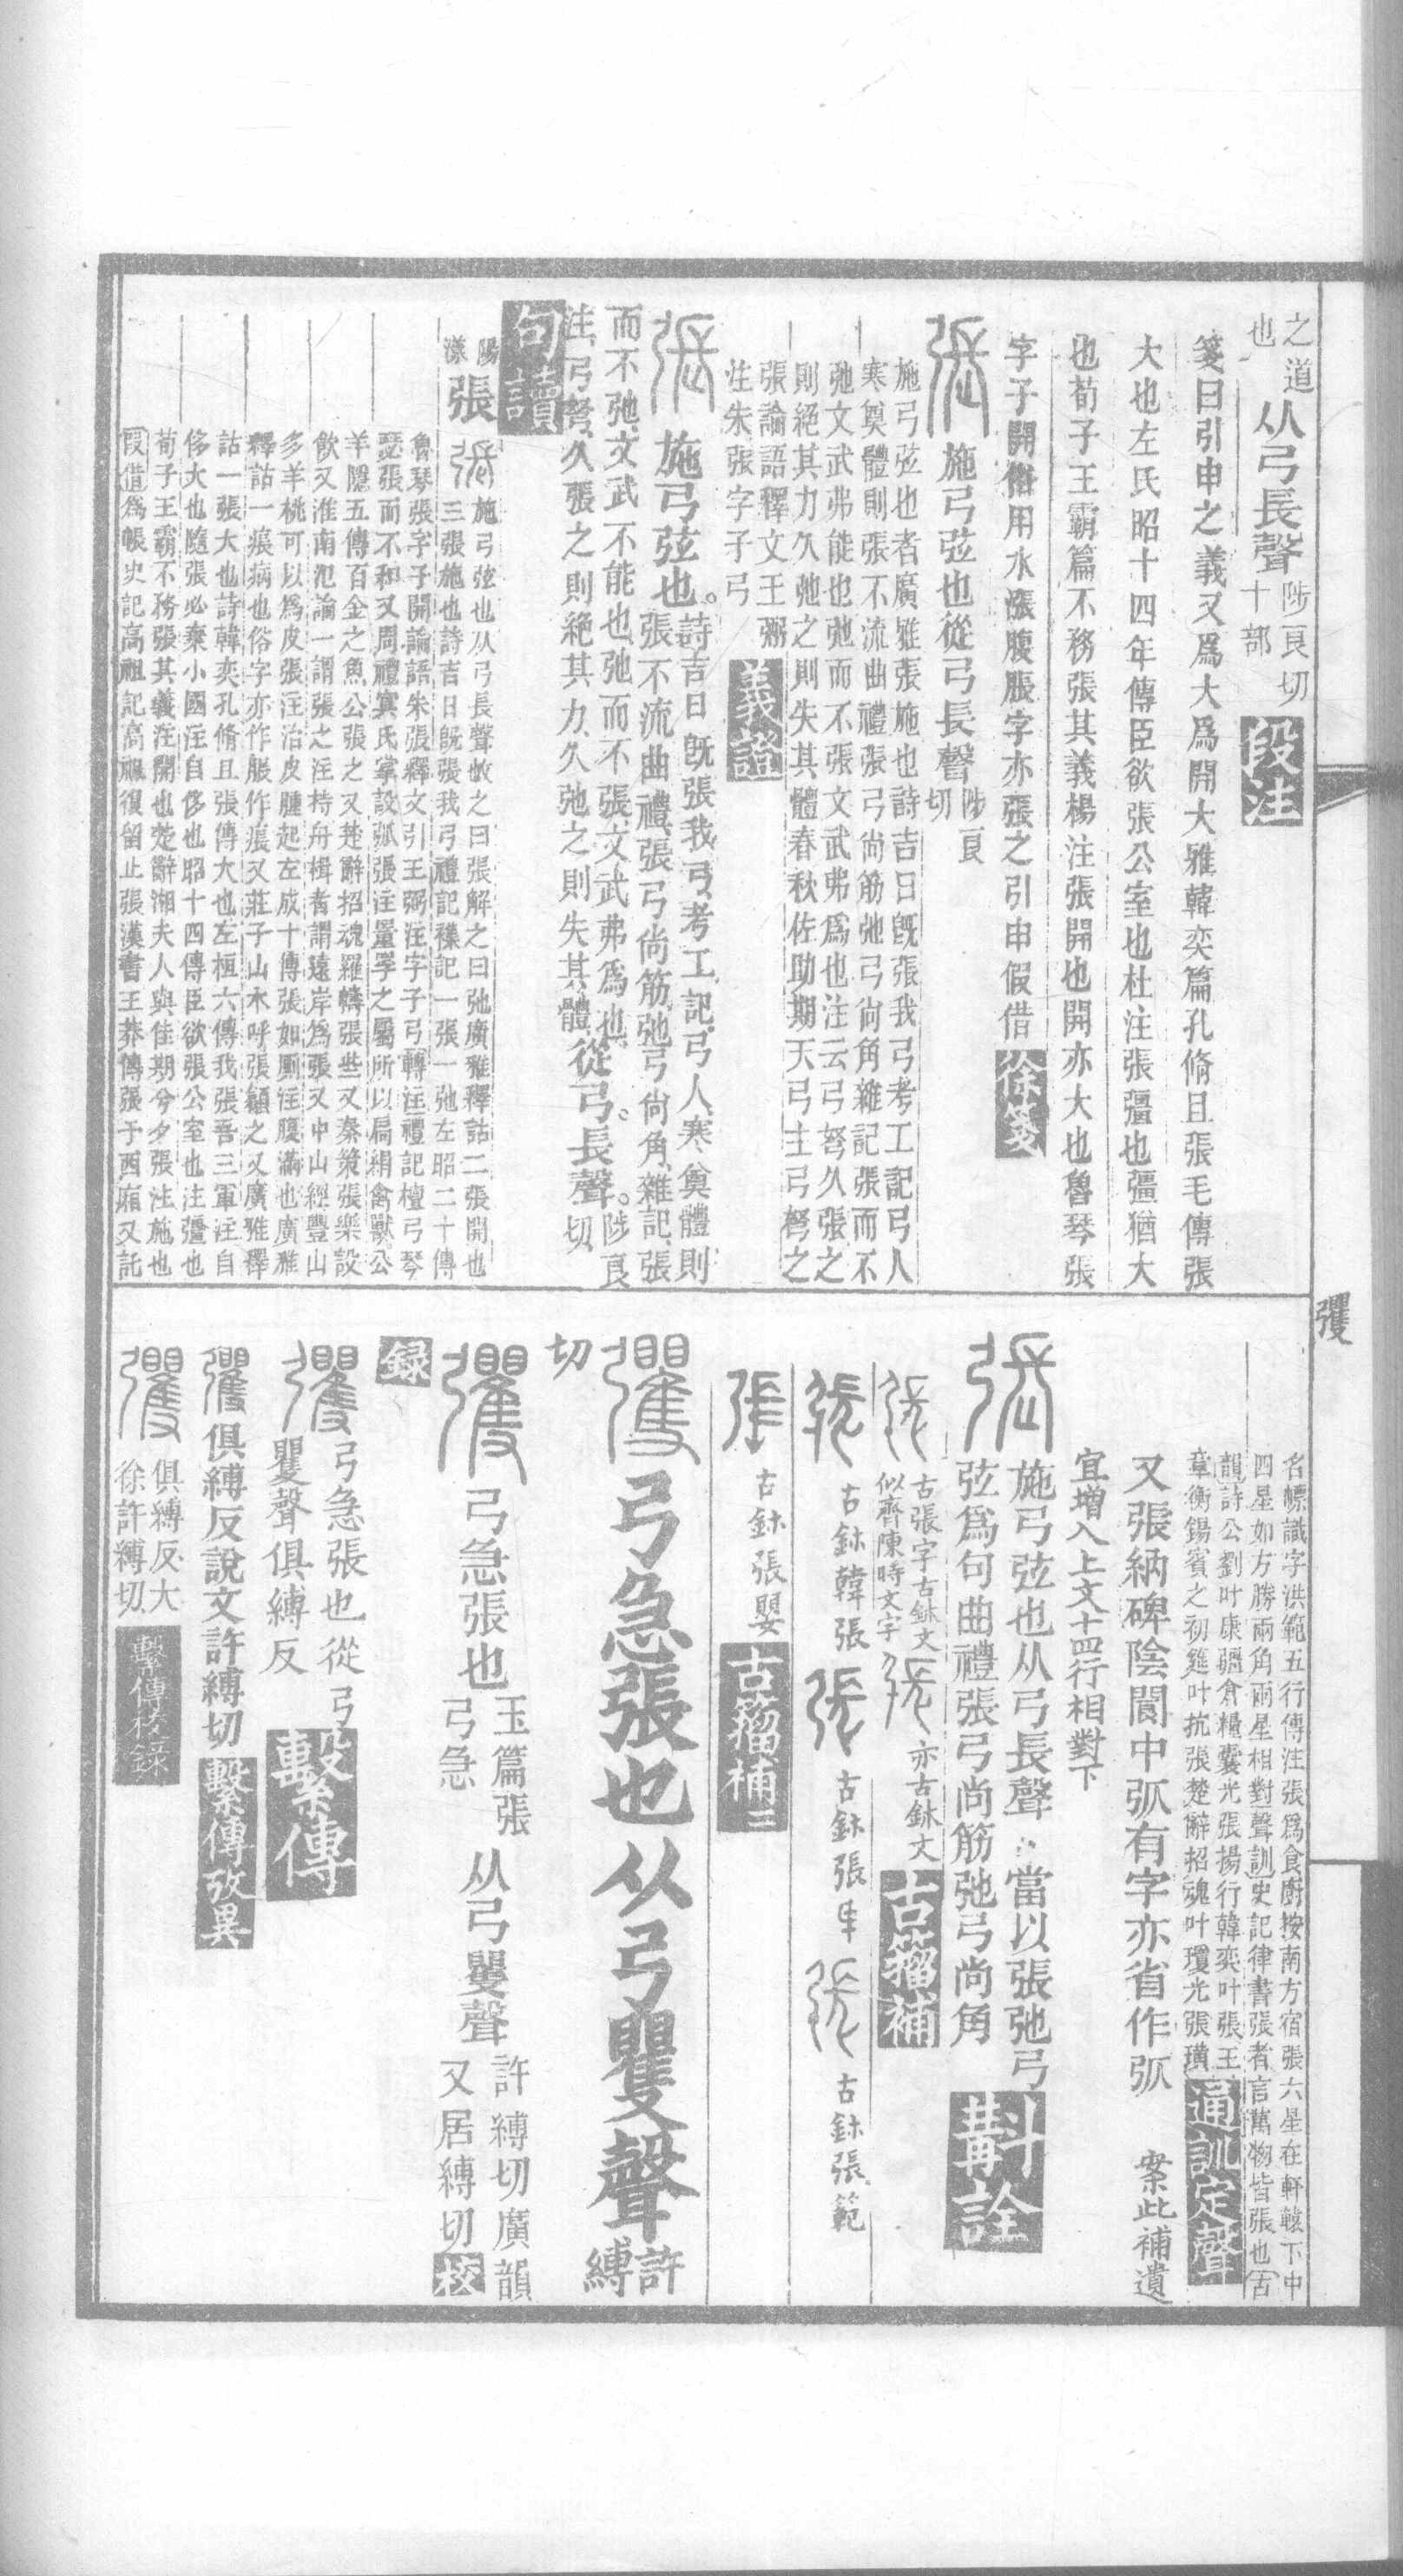 之道
也
从弓長聲
陟良切
十部
段注
箋曰引申之義又爲大爲開大雅韓奕篇孔脩且張毛傳張
大也左氏昭十四年傳臣欲張公室也杜注張彊也彊猶大
也荀子王霸篇不務張其義楊注張開也開亦大也魯琴張
字子開俗用水漲腹脹字亦張之引申假借
徐箋
施弓弦也從弓長聲
陟良
切
施弓弦也者廣雅張施也詩吉日旣張我弓考工記弓人
寒奠體則張不流曲禮張弓尚筋弛弓尚角雜記張而不
弛文武弗能也弛而不張文武弗爲也注云弓弩久張之
則絕其力久弛之則失其體春秋佐助期天弓主弓弩之
張論語釋文王弼
注朱張字子弓
義證
施弓弦也。
詩吉日旣張我弓、考工記、弓人、寒奠體則
張不流曲禮、張弓尚筋、弛弓尚角、雜記、張
而不弛、文武不能也、弛而不張、文武弗爲也、
注、弓弩、久張之則絕其力、久弛之則失其體、
從弓長聲。
陟良
切
句讀
陽
漾
張
施弓弦也从弓長聲㪺之曰張解之曰弛廣雅釋詁二張開也
三張施也詩吉日旣張我弓禮記雜記一張一弛左昭二十傳
魯琴張字子開論語朱張釋文引王弼注字子弓轉注禮記檀弓琴
瑟張而不和又周禮冥氏掌設弧張注罿罦之屬所以扃絹禽獸公
羊隱五傳百金之魚公張之又楚辭招魂羅幬張些又秦策張樂設
飲又淮南氾論一謂張之注持舟楫者謂遠岸爲張又中山經豐山
多羊桃可以爲皮張注治皮腫起左成十傳張如厠注腹滿也廣雅
釋詁一痮病也俗字亦作脹作痮又莊子山木呼張歙之又廣雅釋
詁一張大也詩韓奕孔脩且張傳大也左桓六傳我張吾三軍注自
侈大也隨張必棄小國注自侈也昭十四傳臣欲張公室也注彊也
荀子王霸不務張其義注開也楚辭湘夫人與佳期兮夕張注施也
叚借爲帳史記高祖記高祖復留止張漢書王莽傳張于西廂又託
彏
名幖識字洪範五行傳注張爲食廚按南方宿張六星在軒轅下中
四星如方勝兩角兩星相對聲訓史記律書張者言萬物皆張也古
韻詩公劉叶康疆倉糧囊光張揚行韓奕叶張王
章衡錫賓之初筵叶抗張楚辭招魂叶瓊光張璜
通訓定聲
又張納碑陰閬中弧有字亦省作弧
案此補遺
宜增入上文十四行相對下
施弓弦也从弓長聲
當以張弛弓
弦爲句曲禮張弓尚筋弛弓尚角
斠詮
古張字古鉢文
似齊陳時文字
亦古鉢文
古籀補
古鉢韓張
古鉢張
古鉢張範
古鉢張嬰
古籀補二
弓急張也从弓矍聲
許縛
切
弓急張也
玉篇張
弓急
从弓矍聲
許縛切廣韻
又居縛切
校
録
弓急張也從弓
矍聲俱縛反
繫傳
俱縛反說文許縛切
繫傳攷異
俱縛反大
徐許縛切
繫傳校錄